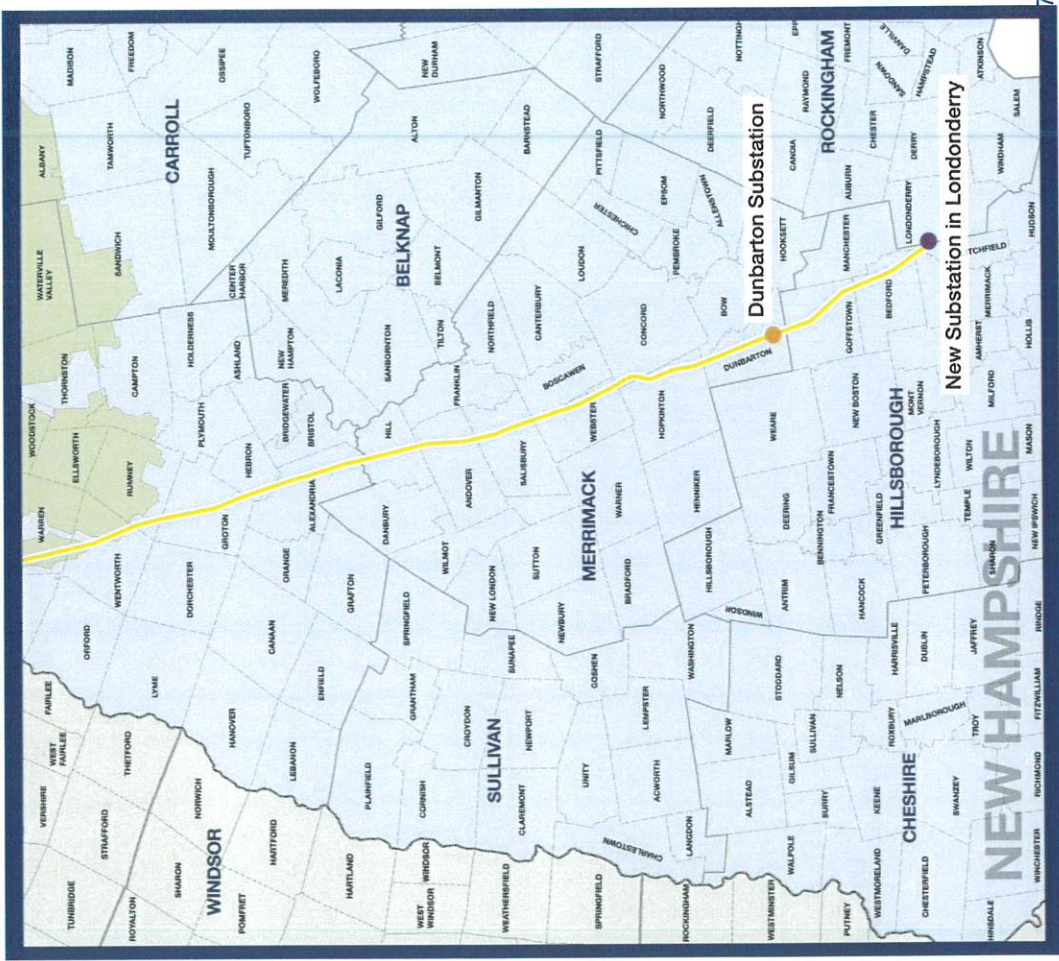 MADISON
FREEDOM
OSSIPEE
WOLFEBORO
NEW
DURHAM
STRAFFORD
NOTTINGH
EPP
FREMONT
DANVILLE
SANDOWN
HAMPSTEAD
ATKINSON
SALEM
WINDHAM
DERRY
CHESTER
RAYMOND
ROCKINGHAM
NORTHWOOD
DEERFIELD
CANDIA
AUBURN
LONDONDERRY
HUDSON
ALBANY
TAMWORTH
CARROLL
TUFTONBORO
ALTON
BARNSTEAD
PITTSFIELD
EPSOM
CHICHESTER
ALLENSTOWN
PEMBROKE
HOOKSETT
MANCHESTER
TCHFIELD
WATERVILLE
VALLEY
SANDWICH
MOULTONBOROUGH
CENTER
HARBOR
MEREDITH
LACONIA
GILFORD
BELKNAP
BELMONT
GILMANTON
LOUDON
CANTERBURY
CONCORD
BOW
Dunbarton Substation
New Substation in Londonderry
THORNSTON
CAMPTON
HOLDERNESS
ASHLAND
NEW
HAMPTON
SANBORNTON
TILTON
NORTHFIELD
FRANKLIN
BOSCAWEN
DUNBARTON
GOFFSTOWN
BEDFORD
MERRIMACK
AMHERST
HOLLIS
WOODSTOCK
ELLSWORTH
RUMNEY
PLYMOUTH
HEBRON
BRIDGEWATER
BRISTOL
HILL
ANDOVER
SALISBURY
WEBSTER
HOPKINTON
WEARE
NEW BOSTON
MONT
VERNON
MILFORD
WARREN
WENTWORTH
DORCHESTER
GROTON
ORANGE
ALEXANDRIA
DANBURY
WILMOT
NEW LONDON
SUTTON
WARNER
MERRIMACK
BRADFORD
HENNIKER
HILLSBOROUGH
WINDSOR
DEERING
ANTRIM
BENNINGTON
FRANCESTOWN
GREENFIELD
HILLSBOROUGH
LYNDEBOROUGH
WILTON
TEMPLE
MASON
NEW IPSWICH
SHARON
PETERBOROUGH
HANCOCK
ORFORD
LYME
CANAAN
GRAFTON
ENFIELD
HANOVER
LEBANON
SPRINGFIELD
GRANTHAM
PLAINFIELD
CROYDON
SUNAPEE
NEWBURY
NEWPORT
SULLIVAN
CORNISH
CLAREMONT
GOSHEN
UNITY
LEMPSTER
WASHINGTON
ACWORTH
CHARLESTOWN
LANGDON
MARLOW
STODDARD
ALSTEAD
GILSUM
SULLIVAN
NELSON
SURRY
WALPOLE
HARRISVILLE
DUBLIN
JAFFREY
RINDGE
ROXBURY
MARLBOROUGH
KEENE
CHESHIRE
TROY
FITZWILLIAM
SWANZEY
RICHMOND
WESTMORELAND
CHESTERFIELD
WINCHESTER
HINSDALE
NEW HAMPSHIRE
FAIRLEE
WEST
FAIRLEE
VERSHIRE
THETFORD
STRAFFORD
TUNBRIDGE
NORWICH
SHARON
ROYALTON
WINDSOR
HARTFORD
POMFRET
HARTLAND
WINDSOR
WEST
WINDSOR
WEATHERSFIELD
SPRINGFIELD
ROCKINGHAM
WESTMINSTER
PUTNEY